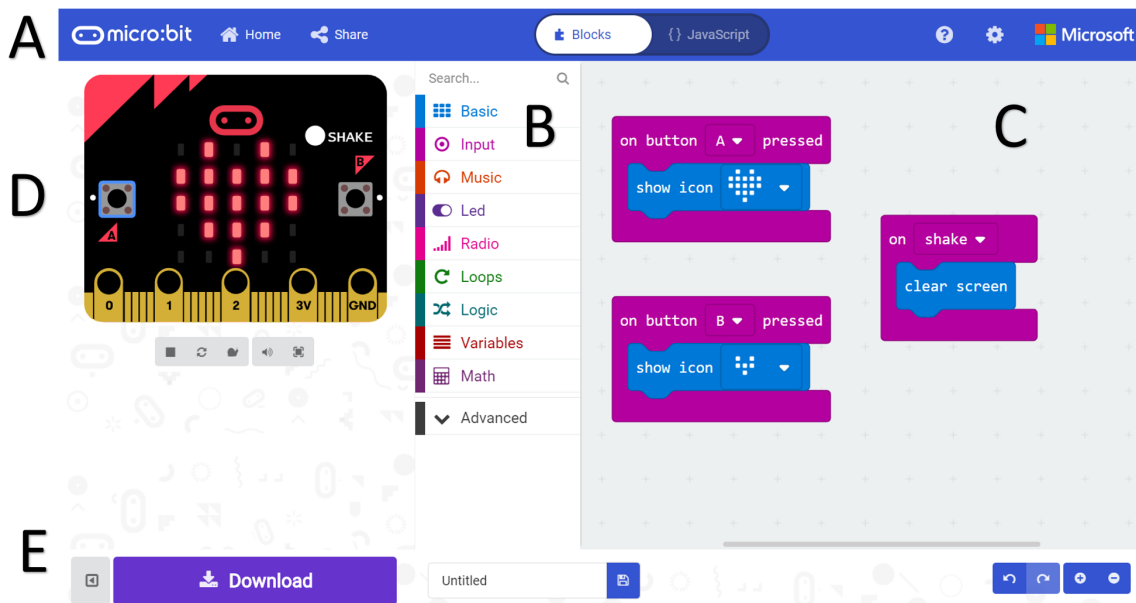 A
micro:bit Home Share Blocks {} JavaScript ? Microsoft
D
SHAKE
B
A
0 1 2 3V GND
B
Search...
Basic
Input
Music
Led
Radio
Loops
Logic
Variables
Math
Advanced
C
on button A pressed
show icon
on button B pressed
show icon
on shake
clear screen
E
Download
Untitled